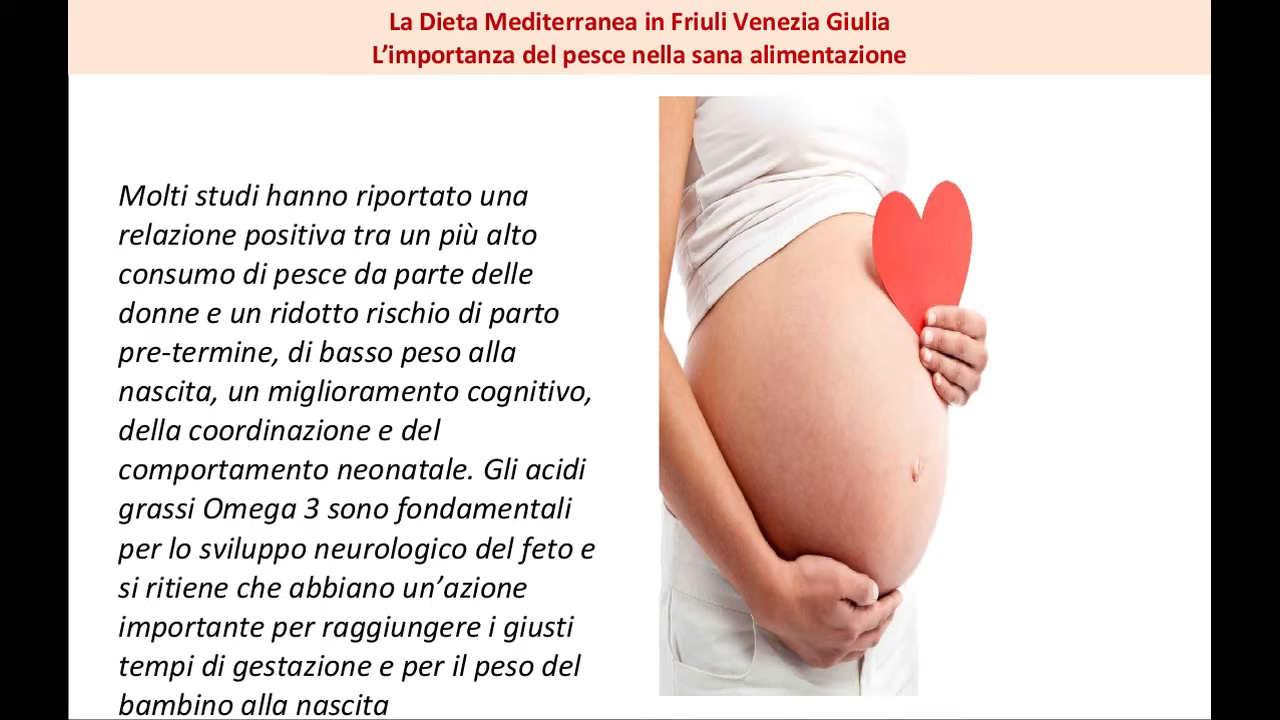 La Dieta Mediterranea in Friuli Venezia Giulia
L’importanza del pesce nella sana alimentazione
Molti studi hanno riportato una
relazione positiva tra un più alto
consumo di pesce da parte delle
donne e un ridotto rischio di parto
pre-termine, di basso peso alla
nascita, un miglioramento cognitivo,
della coordinazione e del
comportamento neonatale. Gli acidi
grassi Omega 3 sono fondamentali
per lo sviluppo neurologico del feto e
si ritiene che abbiano un’azione
importante per raggiungere i giusti
tempi di gestazione e per il peso del
bambino alla nascita